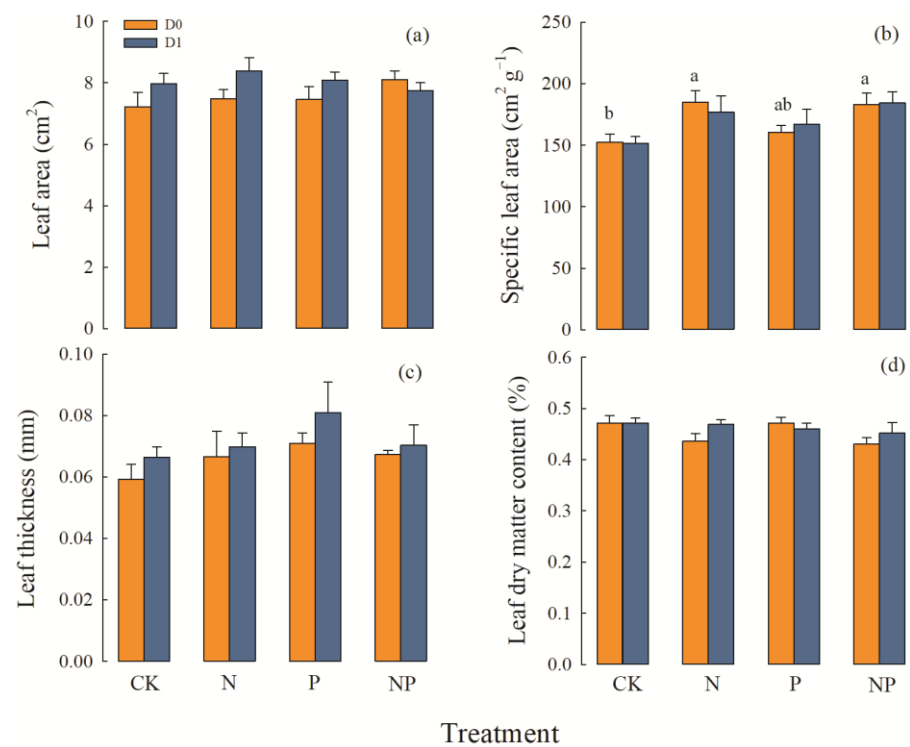 D0
D1
(a)
Leaf area (cm²)
10
8
6
4
2
0
(b)
Specific leaf area (cm² g⁻¹)
250
200
150
100
50
0
b
a
ab
a
(c)
Leaf thickness (mm)
0.10
0.08
0.06
0.04
0.02
0.00
CK N P NP
(d)
Leaf dry matter content (%)
0.6
0.5
0.4
0.3
0.2
0.1
0.0
CK N P NP
Treatment